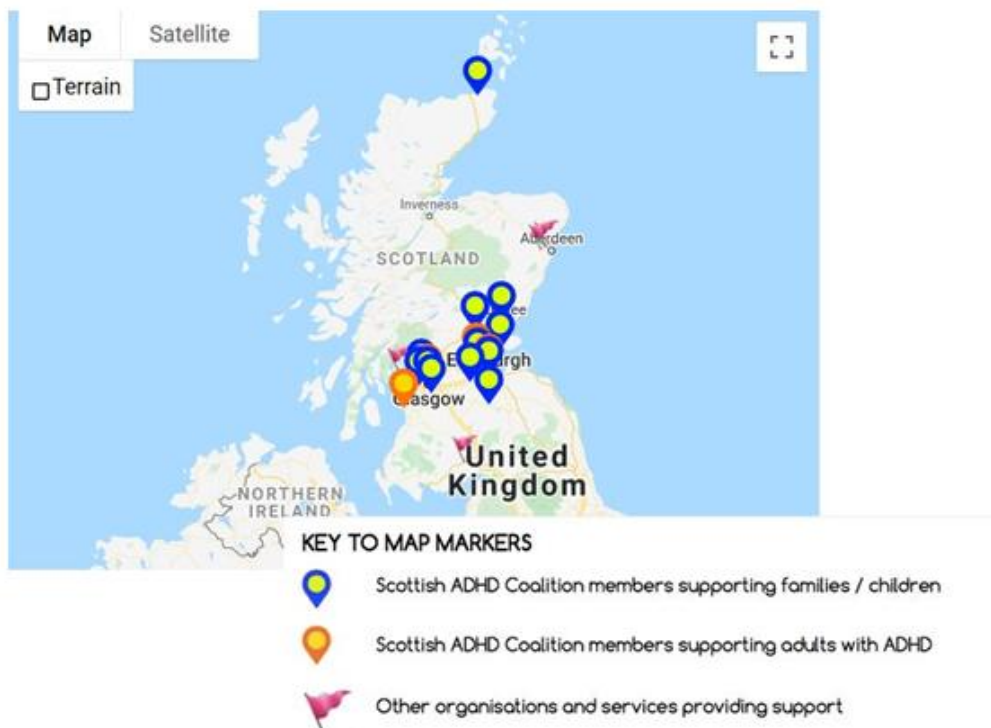 Map Satellite
Terrain
Inverness
Aberdeen
SCOTLAND
Glasgow
United
Kingdom
NORTHERN
IRELAND
KEY TO MAP MARKERS
Scottish ADHD Coalition members supporting families / children
Scottish ADHD Coalition members supporting adults with ADHD
Other organisations and services providing support